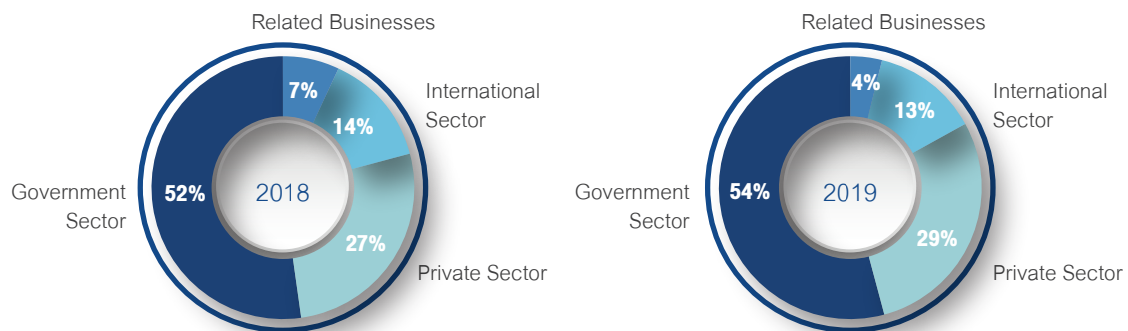 Related Businesses
7%
International
Sector
14%
Government
Sector
52%
2018
27%
Private Sector
Related Businesses
4%
International
Sector
13%
Government
Sector
54%
2019
29%
Private Sector